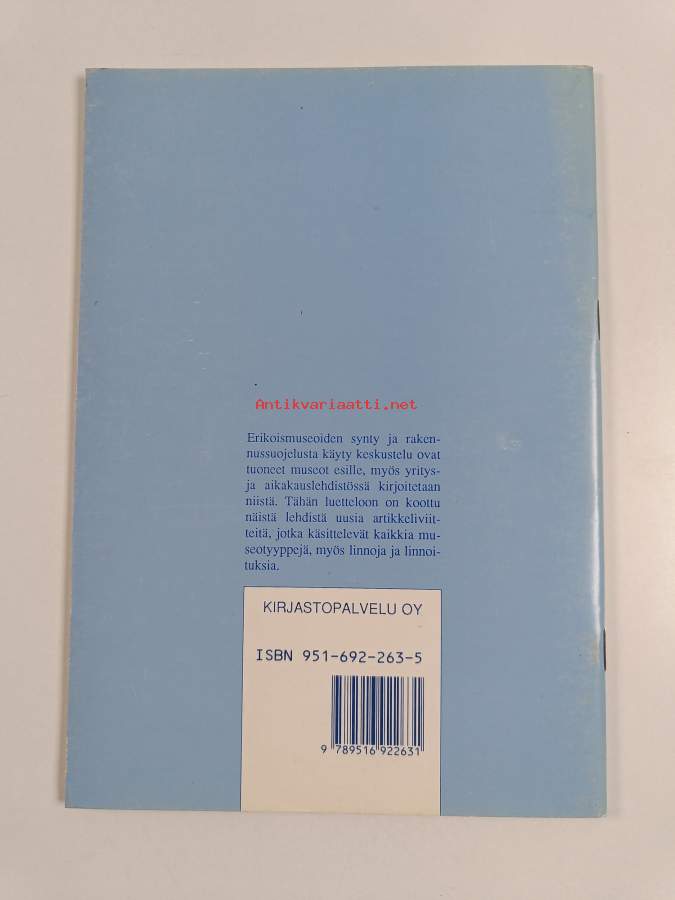 Antikvariaatti.net
Erikoismuseoiden synty ja raken-
nussuojelusta käyty keskustelu ovat
tuoneet museot esille, myös yritys-
ja aikakauslehdistössä kirjoitetaan
niistä. Tähän luetteloon on koottu
näistä lehdistä uusia artikkeliviit-
teitä, jotka käsittelevät kaikkia mu-
seotyyppejä, myös linnoja ja linnoi-
tuksia.
KIRJASTOPALVELU OY
ISBN 951-692-263-5
9 789516 922631